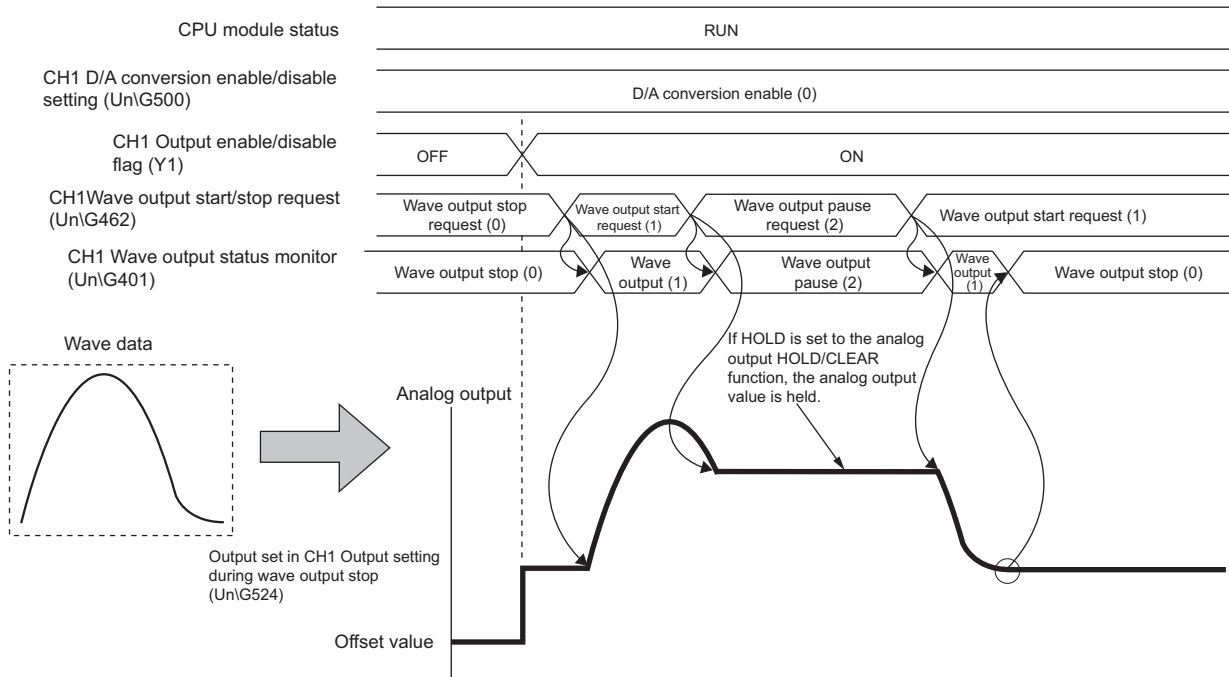 CPU module status
RUN
CH1 D/A conversion enable/disable
setting (Un\G500)
D/A conversion enable (0)
CH1 Output enable/disable
flag (Y1)
OFF
ON
CH1Wave output start/stop request
(Un\G462)
Wave output stop
request (0)
Wave output start
request (1)
Wave output pause
request (2)
Wave output start request (1)
CH1 Wave output status monitor
(Un\G401)
Wave output stop (0)
Wave
output (1)
Wave output
pause (2)
Wave
output
(1)
Wave output stop (0)
Wave data
Analog output
If HOLD is set to the analog
output HOLD/CLEAR
function, the analog output
value is held.
Output set in CH1 Output setting
during wave output stop
(Un\G524)
Offset value